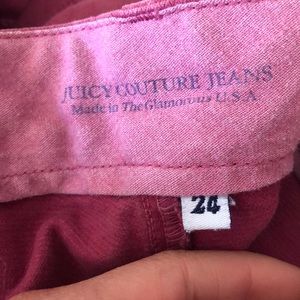 JUICY COUTURE JEANS
Made in The Glamorous U.S.A.
24